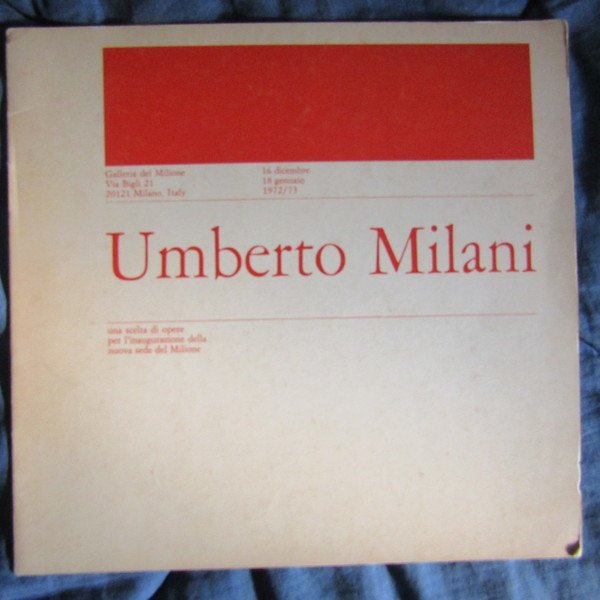 Galleria del Milione
Via Bigli 21
20121 Milano, Italy
16 dicembre
18 gennaio
1972/73
Umberto Milani
una scelta di opere
per l'inaugurazione della
nuova sede del Milione